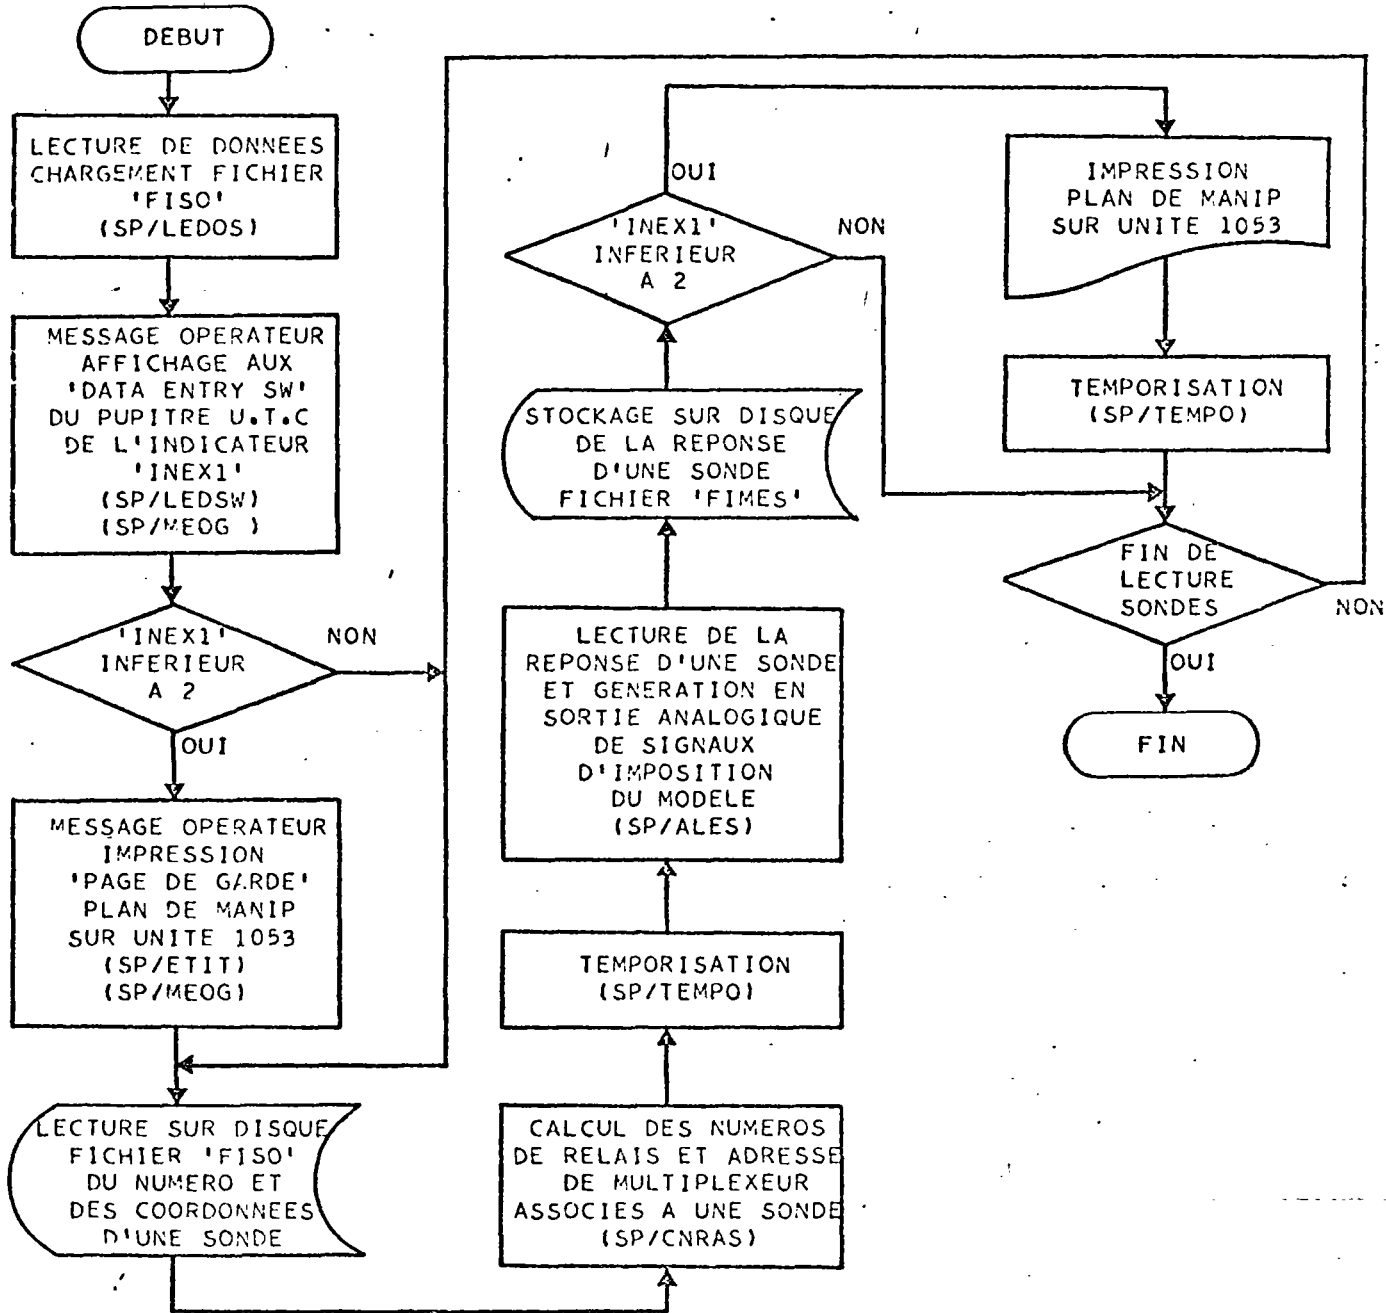 DEBUT
LECTURE DE DONNEES
CHARGEMENT FICHIER
'FISO'
(SP/LEDOS)
MESSAGE OPERATEUR
AFFICHAGE AUX
'DATA ENTRY SW'
DU PUPITRE U.T.C
DE L'INDICATEUR
'INEX1'
(SP/LEDSW)
(SP/MEOG )
'INEX1'
INFERIEUR
A 2
NON
OUI
MESSAGE OPERATEUR
IMPRESSION
'PAGE DE GARDE'
PLAN DE MANIP
SUR UNITE 1053
(SP/ETIT)
(SP/MEOG)
LECTURE SUR DISQUE
FICHIER 'FISO'
DU NUMERO ET
DES COORDONNEES
D'UNE SONDE
CALCUL DES NUMEROS
DE RELAIS ET ADRESSE
DE MULTIPLEXEUR
ASSOCIES A UNE SONDE
(SP/CNRAS)
TEMPORISATION
(SP/TEMPO)
LECTURE DE LA
REPONSE D'UNE SONDE
ET GENERATION EN
SORTIE ANALOGIQUE
DE SIGNAUX
D'IMPOSITION
DU MODELE
(SP/ALES)
STOCKAGE SUR DISQUE
DE LA REPONSE
D'UNE SONDE
FICHIER 'FIMES'
'INEX1'
INFERIEUR
A 2
OUI
NON
IMPRESSION
PLAN DE MANIP
SUR UNITE 1053
TEMPORISATION
(SP/TEMPO)
FIN DE
LECTURE
SONDES
NON
OUI
FIN